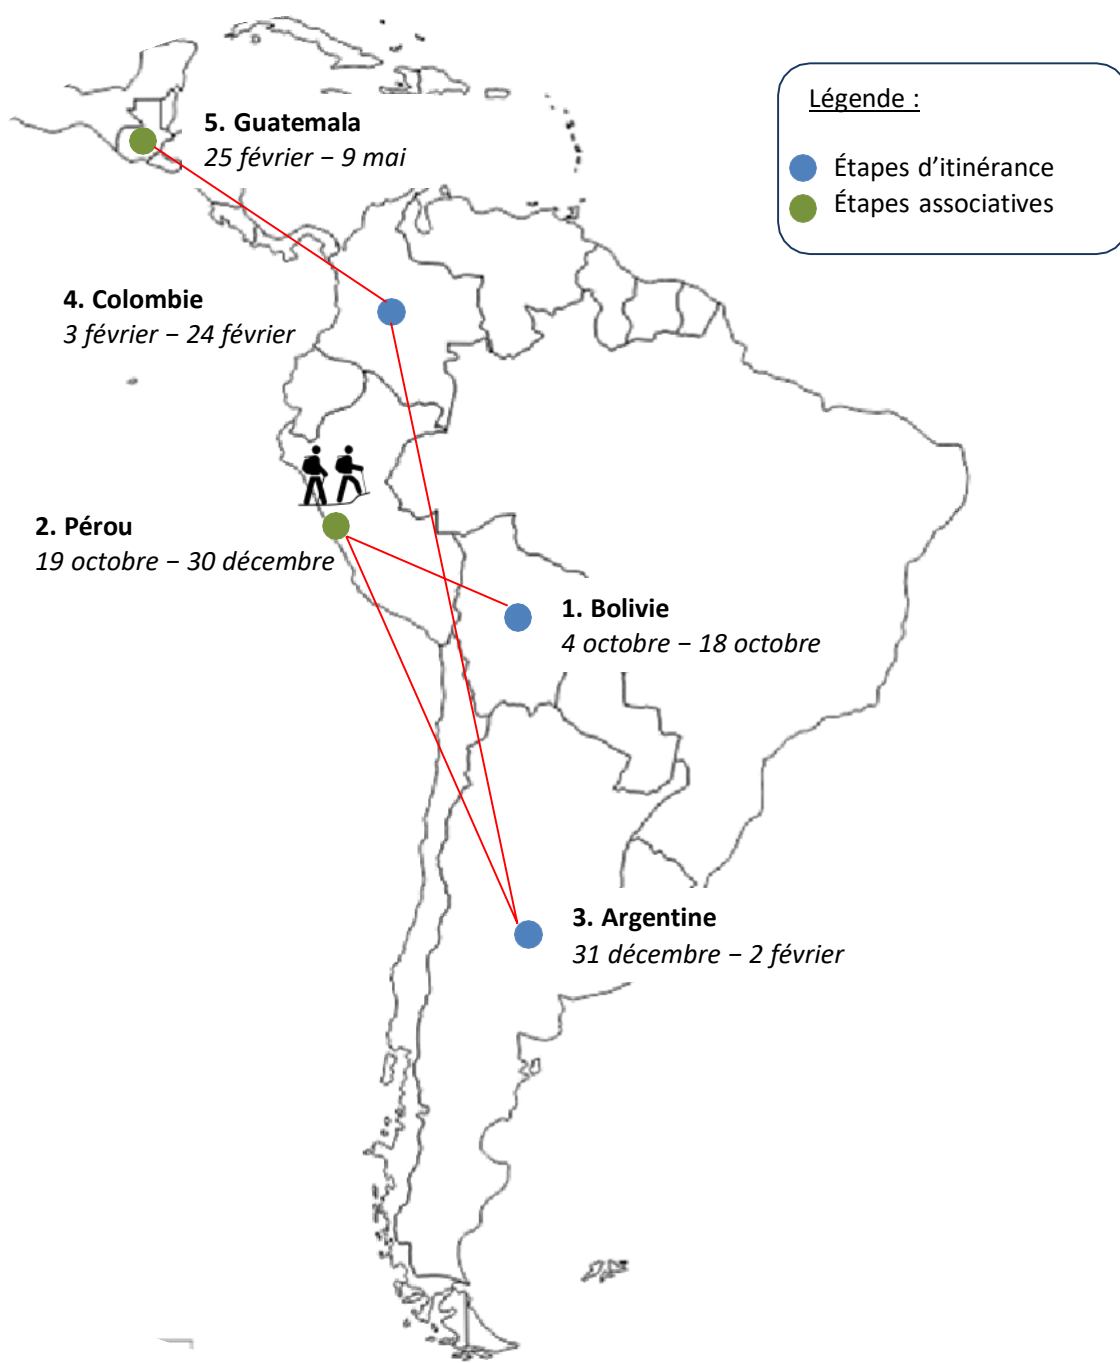 Légende :
Étapes d’itinérance
Étapes associatives
5. Guatemala
25 février – 9 mai
4. Colombie
3 février – 24 février
2. Pérou
19 octobre – 30 décembre
1. Bolivie
4 octobre – 18 octobre
3. Argentine
31 décembre – 2 février